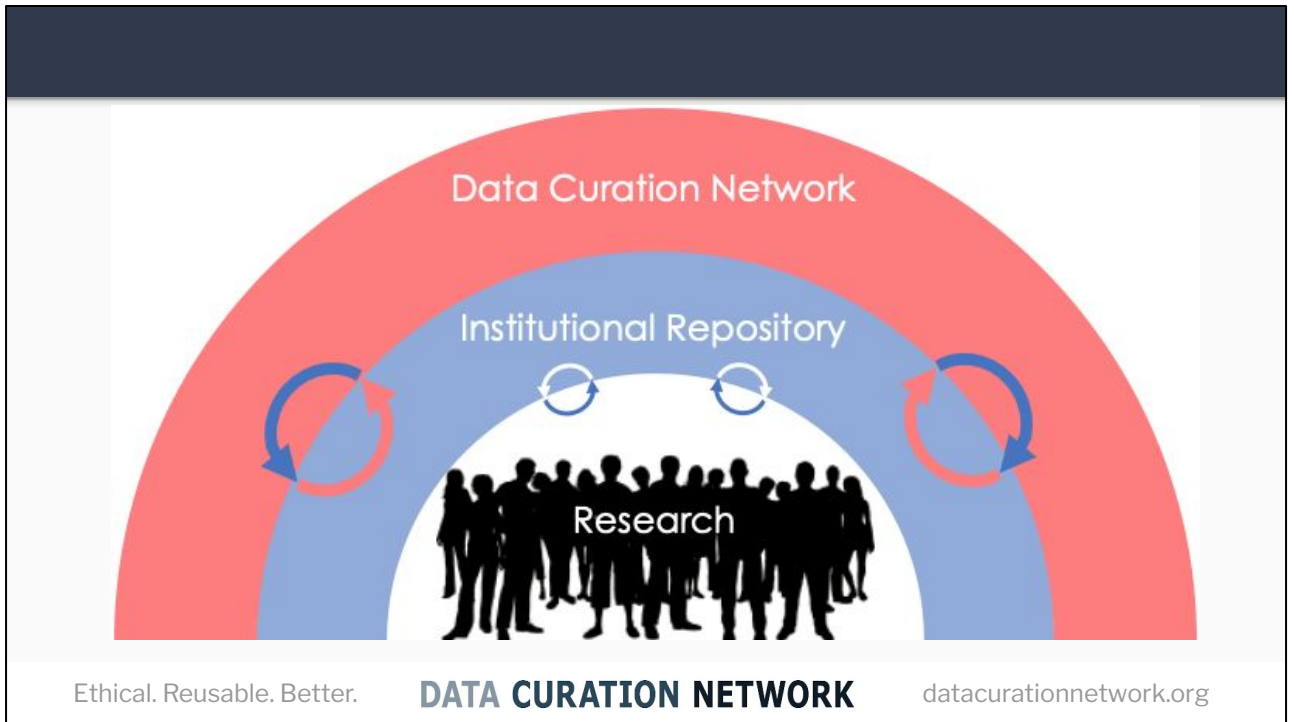 Data Curation Network
Institutional Repository
Research
Ethical. Reusable. Better.
DATA CURATION NETWORK
datacurationnetwork.org